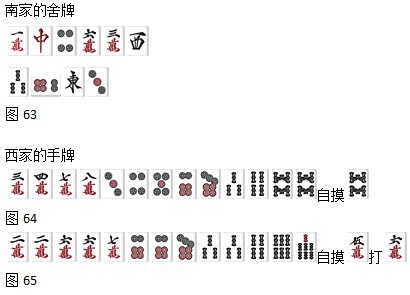 南家的舍牌
一萬 中 六萬 三萬 西
東
图 63
西家的手牌
三萬 四萬 七萬 八萬 自摸
图 64
二萬 二萬 六萬 六萬 七萬 自摸 伍萬 打 六萬
图 65